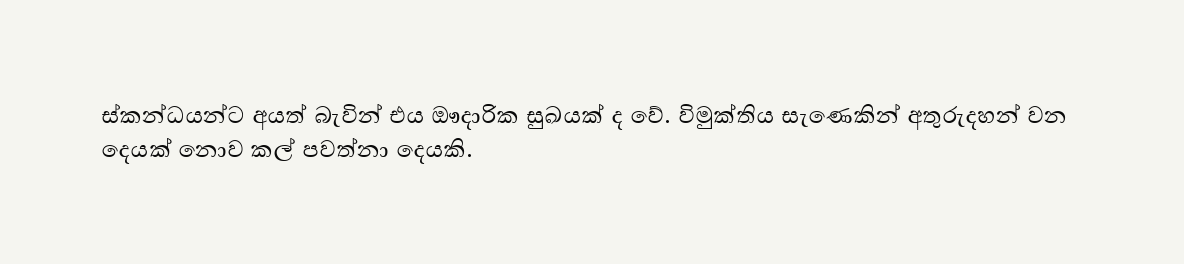 ස්කන්ධයන්ට අයත් බැවින් එය ඖදාරික සුඛයක් ද වේ. විමුක්තිය සැණෙකින් අතුරුදහන් වන
දෙයක් නොව කල් පවත්නා දෙයකි.